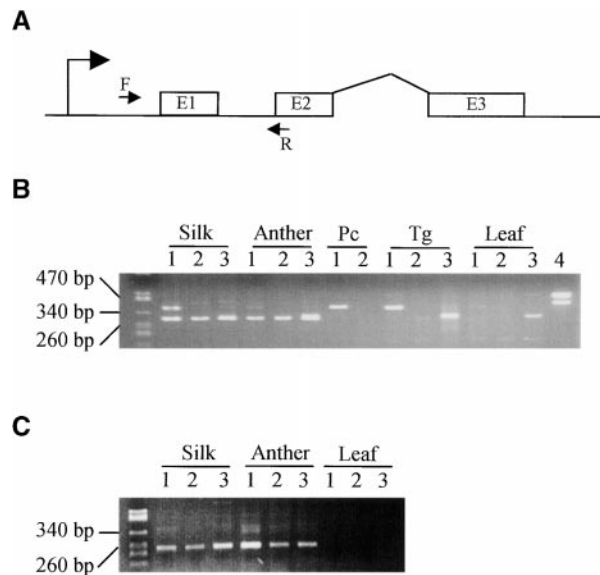 A
F
E1
E2
E3
R
B
Silk Anther Pc Tg Leaf
1 2 3 1 2 3 1 2 1 2 3 1 2 3 4
470 bp
340 bp
260 bp
C
Silk Anther Leaf
1 2 3 1 2 3 1 2 3
340 bp
260 bp